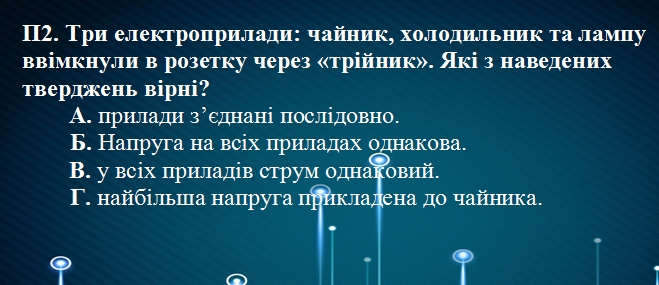 П2. Три електроприлади: чайник, холодильник та лампу
ввімкнули в розетку через «трійник». Які з наведених
тверджень вірні?
А. прилади з’єднані послідовно.
Б. Напруга на всіх приладах однакова.
В. у всіх приладів струм однаковий.
Г. найбільша напруга прикладена до чайника.